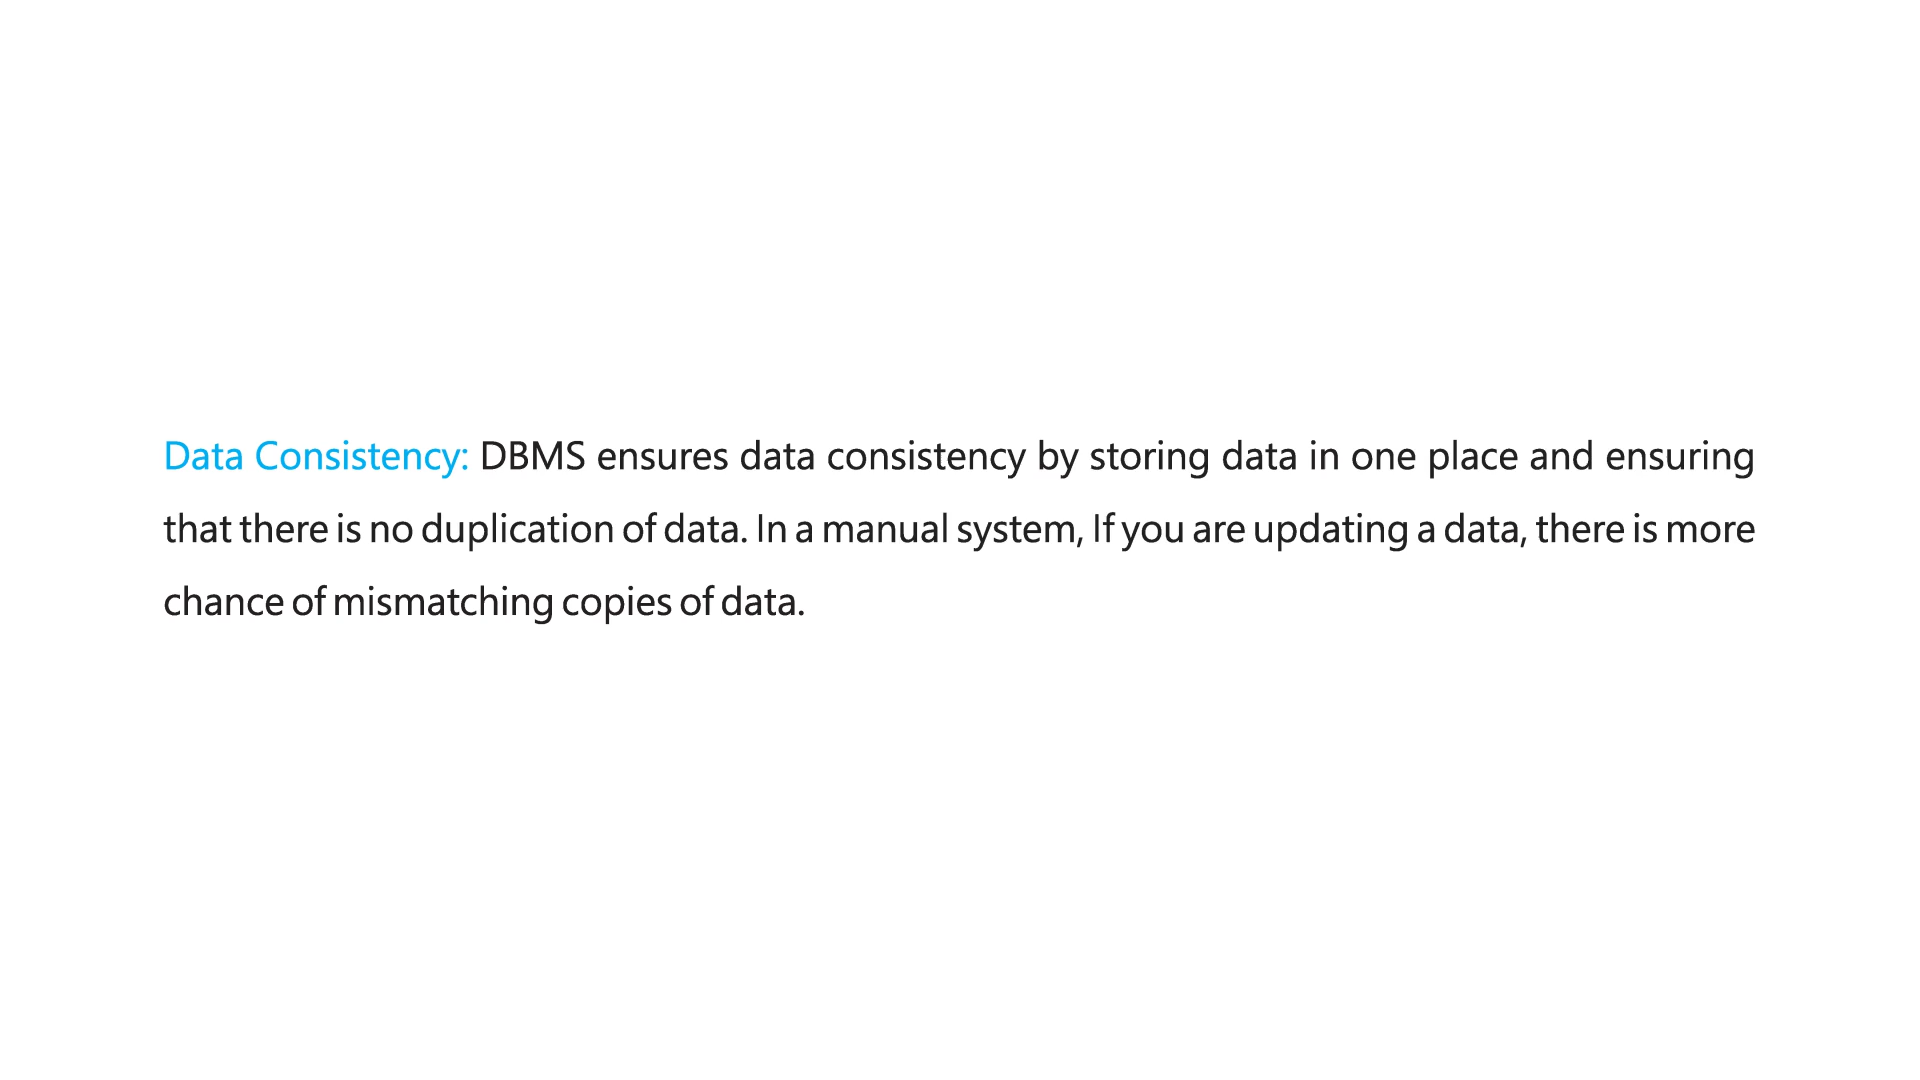 Data Consistency: DBMS ensures data consistency by storing data in one place and ensuring
that there is no duplication of data. In a manual system, If you are updating a data, there is more
chance of mismatching copies of data.